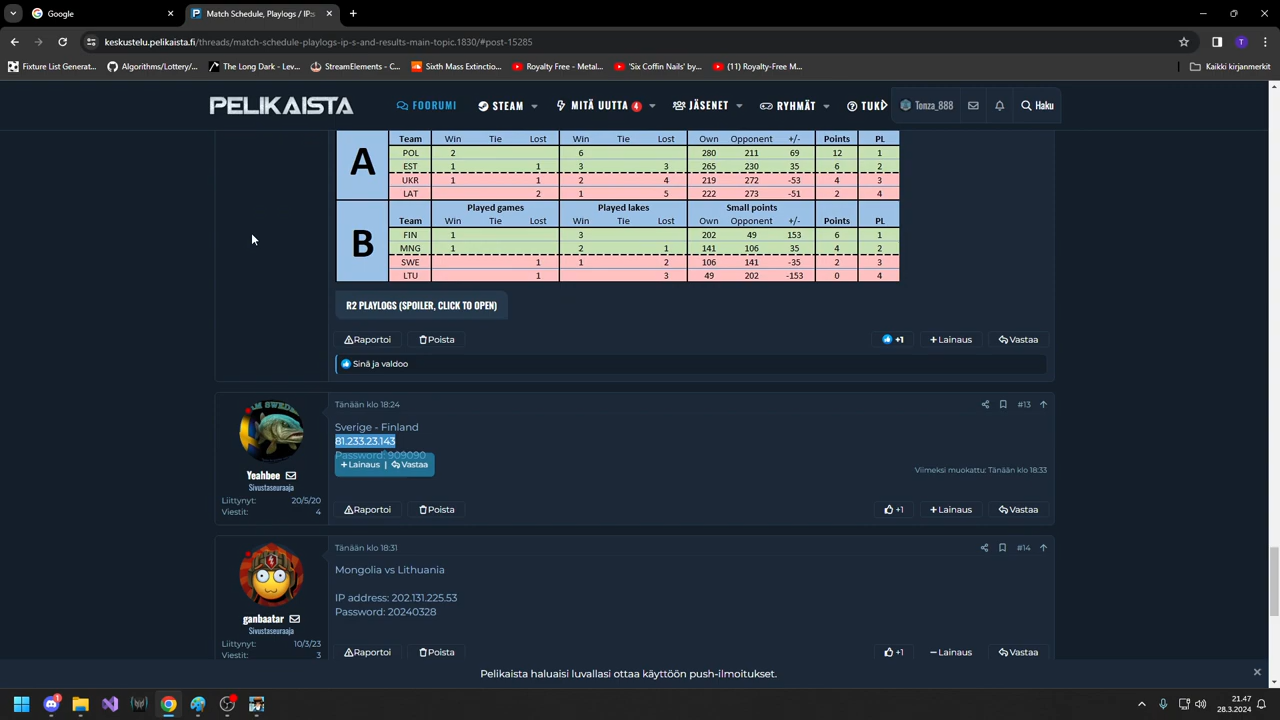 Google
Match Schedule, Playlogs / IP's
keskustelu.pelikaista.fi/threads/match-schedule-playlogs-ip-s-and-results-main-topic.1830/#post-15285
T
Fixture List Generat...
Algorithms/Lottery/...
The Long Dark - Lev...
StreamElements - C...
Sixth Mass Extinction...
Royalty Free - Metal...
'Six Coffin Nails' by...
(11) Royalty-Free M...
Kaikki kirjanmerkit
PELIKAISTA
FOORUMI
STEAM
MITÄ UUTTA 4
JÄSENET
RYHMÄT
TUKI
Tonza_888
Haku
A
Team Win Tie Lost Win Tie Lost Own Opponent +/- Points PL
POL 2 6 280 211 69 12 1
EST 1 1 3 3 265 230 35 6 2
UKR 1 1 2 4 219 272 -53 4 3
LAT 2 1 5 222 273 -51 2 4
B
Played games Played lakes Small points
Team Win Tie Lost Win Tie Lost Own Opponent +/- Points PL
FIN 1 3 202 49 153 6 1
MNG 1 2 1 141 106 35 4 2
SWE 1 1 2 106 141 -35 2 3
LTU 1 3 49 202 -153 0 4
R2 PLAYLOGS (SPOILER, CLICK TO OPEN)
Raportoi
Poista
+1
Lainaus
Vastaa
Sinä ja valdoo
Tänään klo 18:24
#13
TEAM SWEDEN
Sverige - Finland
81.233.23.143
Password: 909090
+Lainaus | Vastaa
Viimeksi muokattu: Tänään klo 18:33
Yeahbee
Sivustaseuraaja
Liittynyt: 20/5/20
Viestit: 4
Raportoi
Poista
+1
Lainaus
Vastaa
Tänään klo 18:31
#14
Mongolia vs Lithuania
IP address: 202.131.225.53
Password: 20240328
ganbaatar
Sivustaseuraaja
Liittynyt: 10/3/23
Viestit: 3
Raportoi
Poista
+1
Lainaus
Vastaa
Pelikaista haluaisi luvallasi ottaa käyttöön push-ilmoitukset.
21.47
28.3.2024